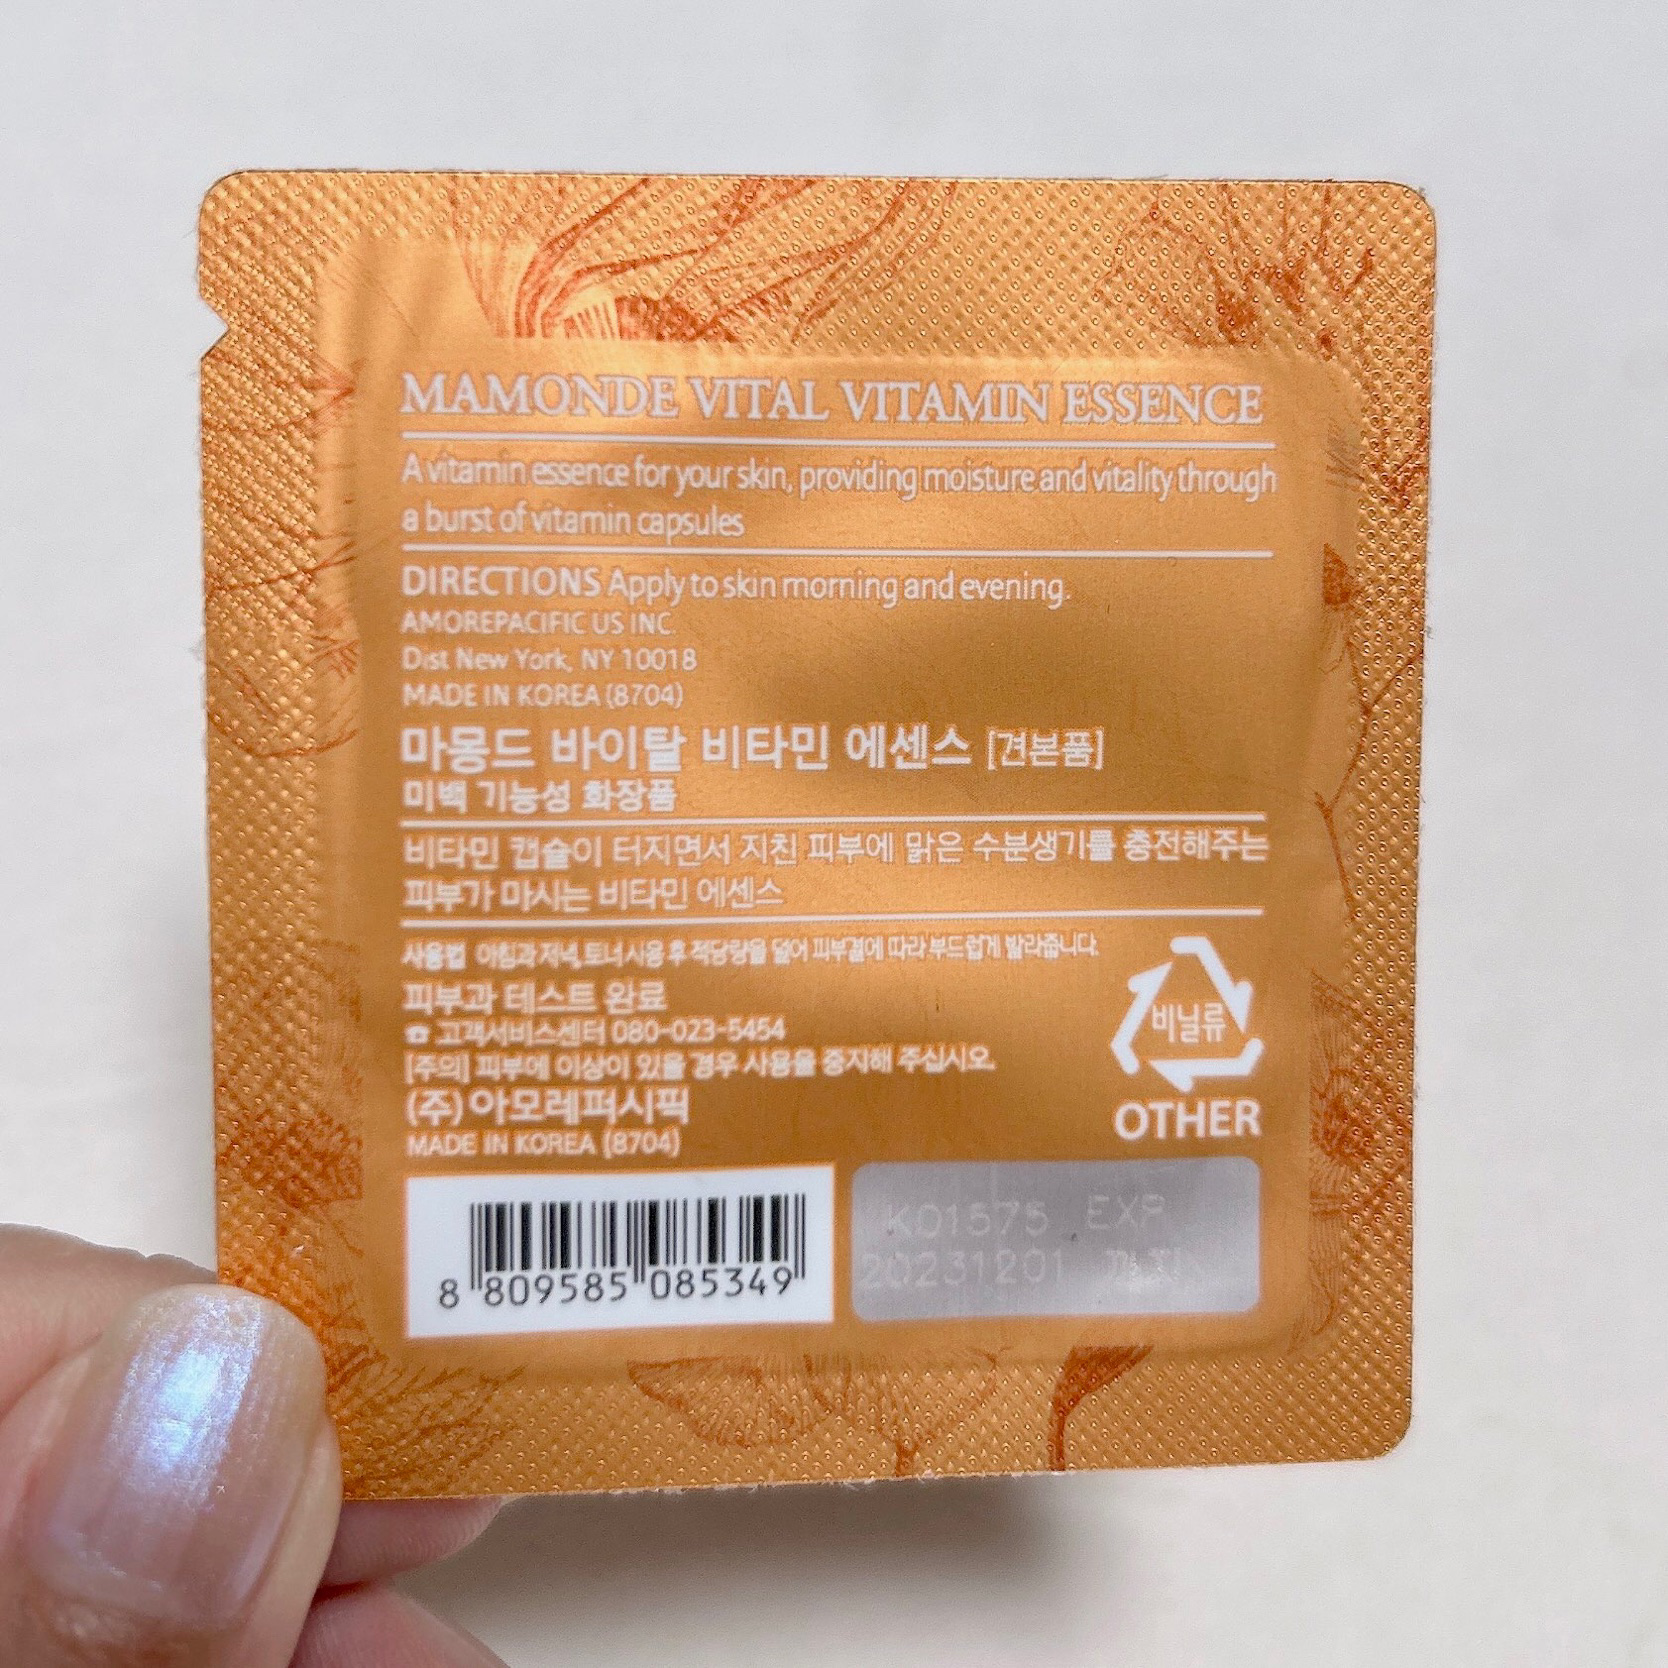 MAMONDE VITAL VITAMIN ESSENCE
A vitamin essence for your skin, providing moisture and vitality through
a burst of vitamin capsules
DIRECTIONS Apply to skin morning and evening.
AMOREPACIFIC US INC.
Dist New York, NY 10018
MADE IN KOREA (8704)
마몽드 바이탈 비타민 에센스 [견본품]
미백 기능성 화장품
비타민 캡슐이 터지면서 지친 피부에 맑은 수분생기를 충전해주는
피부가 마시는 비타민 에센스
사용법 아침과 저녁, 토너 사용 후 적당량을 덜어 피부결에 따라 부드럽게 발라줍니다.
피부과 테스트 완료
☎ 고객서비스센터 080-023-5454
[주의] 피부에 이상이 있을 경우 사용을 중지해 주십시오.
(주)아모레퍼시픽
MADE IN KOREA (8704)
비닐류
OTHER
8 809585 085349
K01575 EXP
20231201 까지